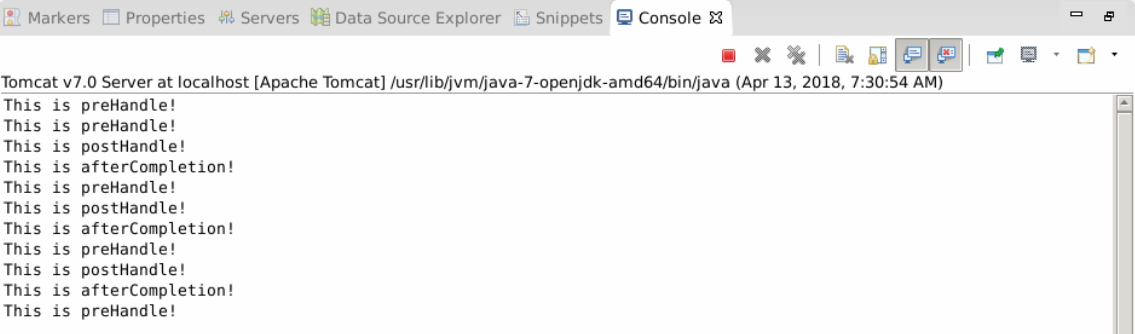 Markers Properties Servers Data Source Explorer Snippets Console
Tomcat v7.0 Server at localhost [Apache Tomcat] /usr/lib/jvm/java-7-openjdk-amd64/bin/java (Apr 13, 2018, 7:30:54 AM)
This is preHandle!
This is preHandle!
This is postHandle!
This is afterCompletion!
This is preHandle!
This is postHandle!
This is afterCompletion!
This is preHandle!
This is postHandle!
This is afterCompletion!
This is preHandle!